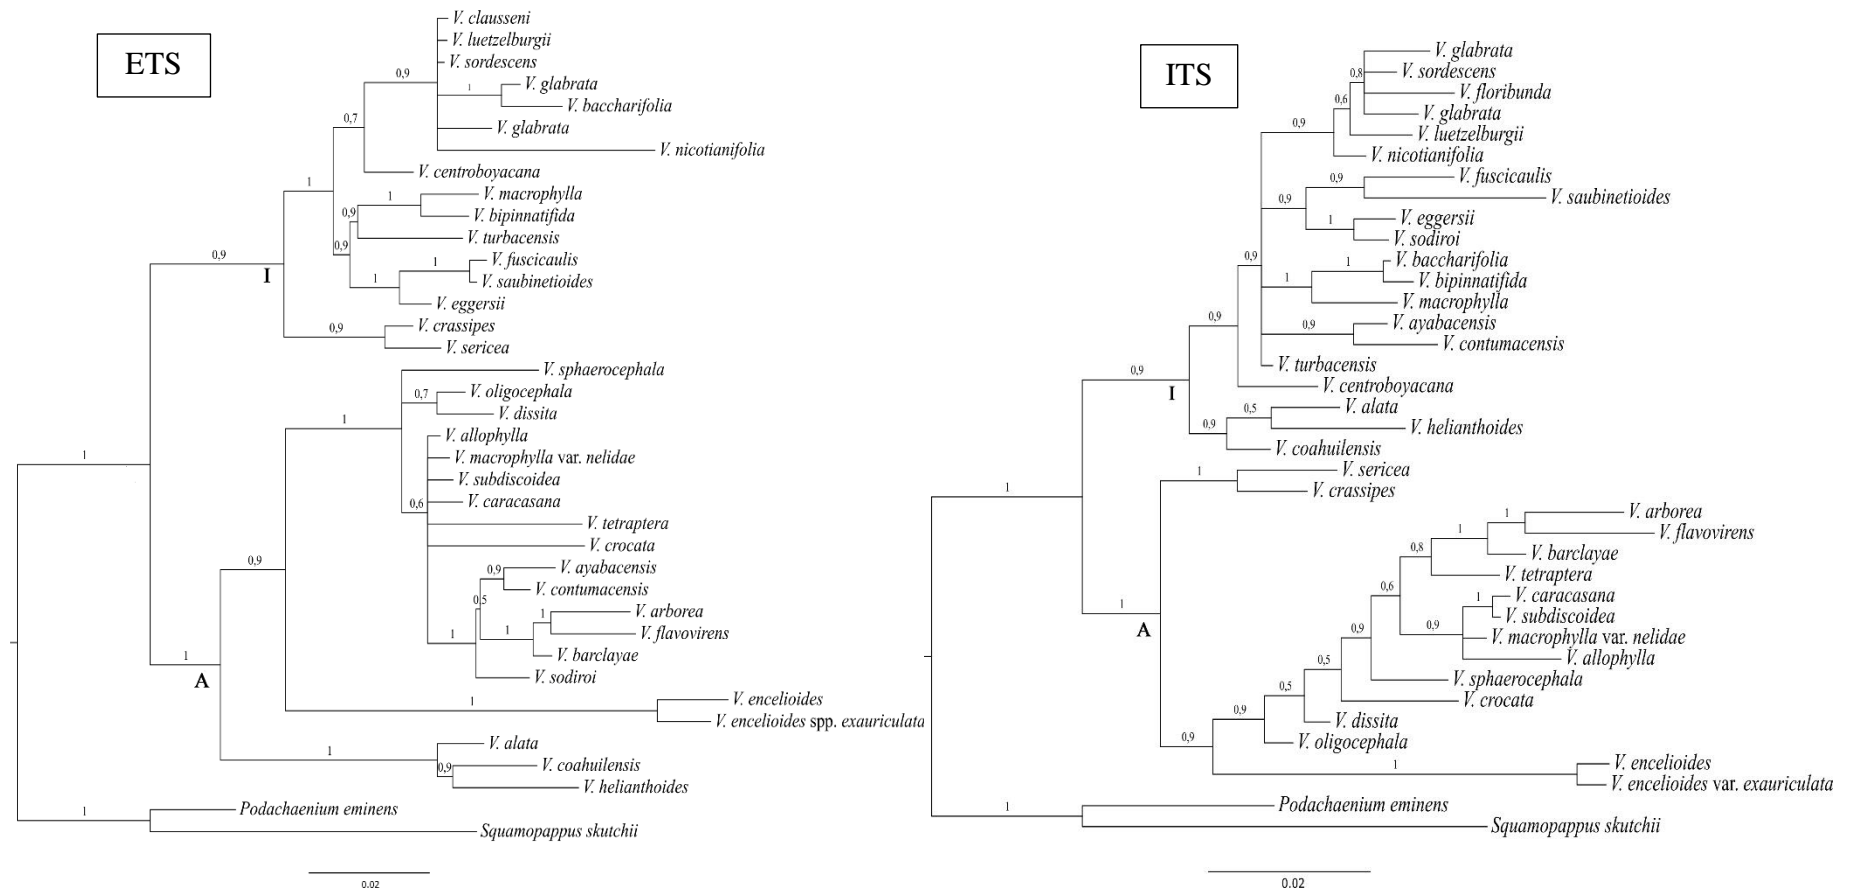 ETS
V. clausseni
V. luetzelburgii
V. sordescens
0,9
V. glabrata
1
V. baccharifolia
0,7
V. glabrata
V. nicotianifolia
V. centroboyacana
1
V. macrophylla
1
0,9
V. bipinnatifida
V. turbacensis
0,9
V. fuscicaulis
1
V. saubinetioides
1
V. eggersii
0,9
I
V. crassipes
0,9
V. sericea
V. sphaerocephala
V. oligocephala
0,7
V. dissita
1
V. allophylla
V. macrophylla var. nelidae
V. subdiscoidea
V. caracasana
0,6
V. tetraptera
V. crocata
V. ayabacensis
0,9
V. contumacensis
0,5
V. arborea
1
V. flavovirens
1
1
V. barclayae
V. sodiroi
0,9
V. encelioides
1
V. encelioides spp. exauriculata
1
1
A
V. alata
1
V. coahuilensis
0,9
V. helianthoides
Podachaenium eminens
1
Squamopappus skutchii
0.02
ITS
V. glabrata
0,8
V. sordescens
V. floribunda
0,6
V. glabrata
0,9
V. luetzelburgii
V. nicotianifolia
V. fuscicaulis
0,9
V. saubinetioides
0,9
V. eggersii
1
V. sodiroi
0,9
V. baccharifolia
1
V. bipinnatifida
1
V. macrophylla
0,9
V. ayabacensis
0,9
V. contumacensis
V. turbacensis
0,9
I
V. centroboyacana
V. alata
0,5
V. helianthoides
0,9
V. coahuilensis
V. sericea
1
V. crassipes
1
V. arborea
1
V. flavovirens
1
V. barclayae
0,8
V. tetraptera
0,6
V. caracasana
1
V. subdiscoidea
0,9
V. macrophylla var. nelidae
V. allophylla
0,9
V. sphaerocephala
0,5
V. crocata
0,5
V. dissita
0,9
V. oligocephala
0,9
1
A
V. encelioides
1
V. encelioides var. exauriculata
Podachaenium eminens
1
Squamopappus skutchii
0.02